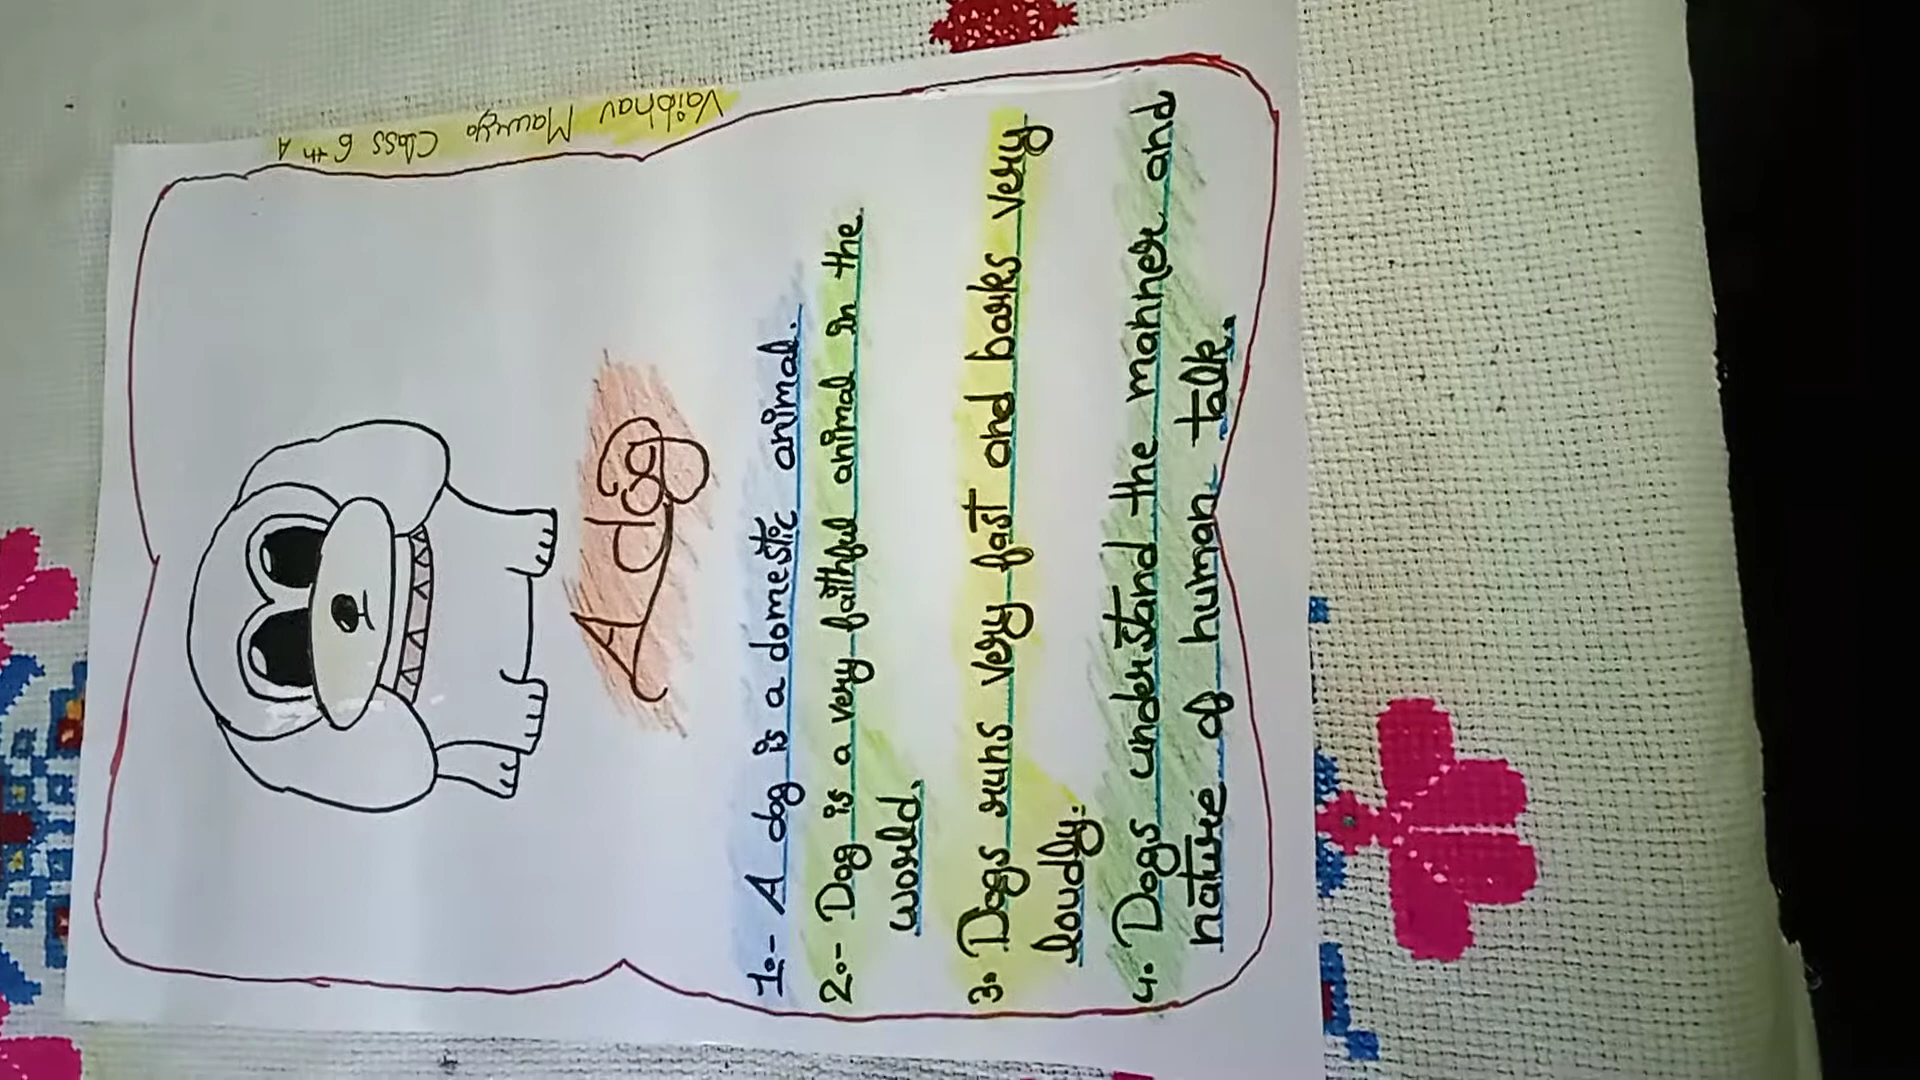 Vaibhav Maurya Class 6th A
A dog
1.- A dog is a domestic animal.
2.- Dog is a very faithful animal in the
world.
3. Dogs runs very fast and barks very
loudly.
4. Dogs understand the manner and
nature of human talk.